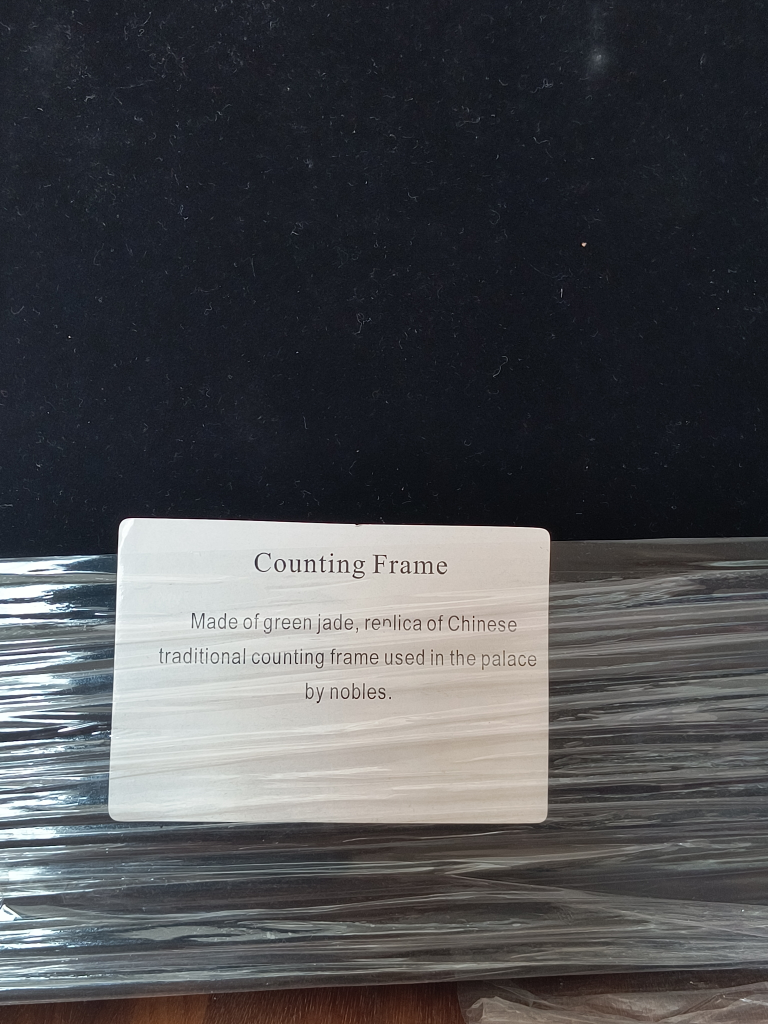 Counting Frame
Made of green jade, replica of Chinese
traditional counting frame used in the palace
by nobles.